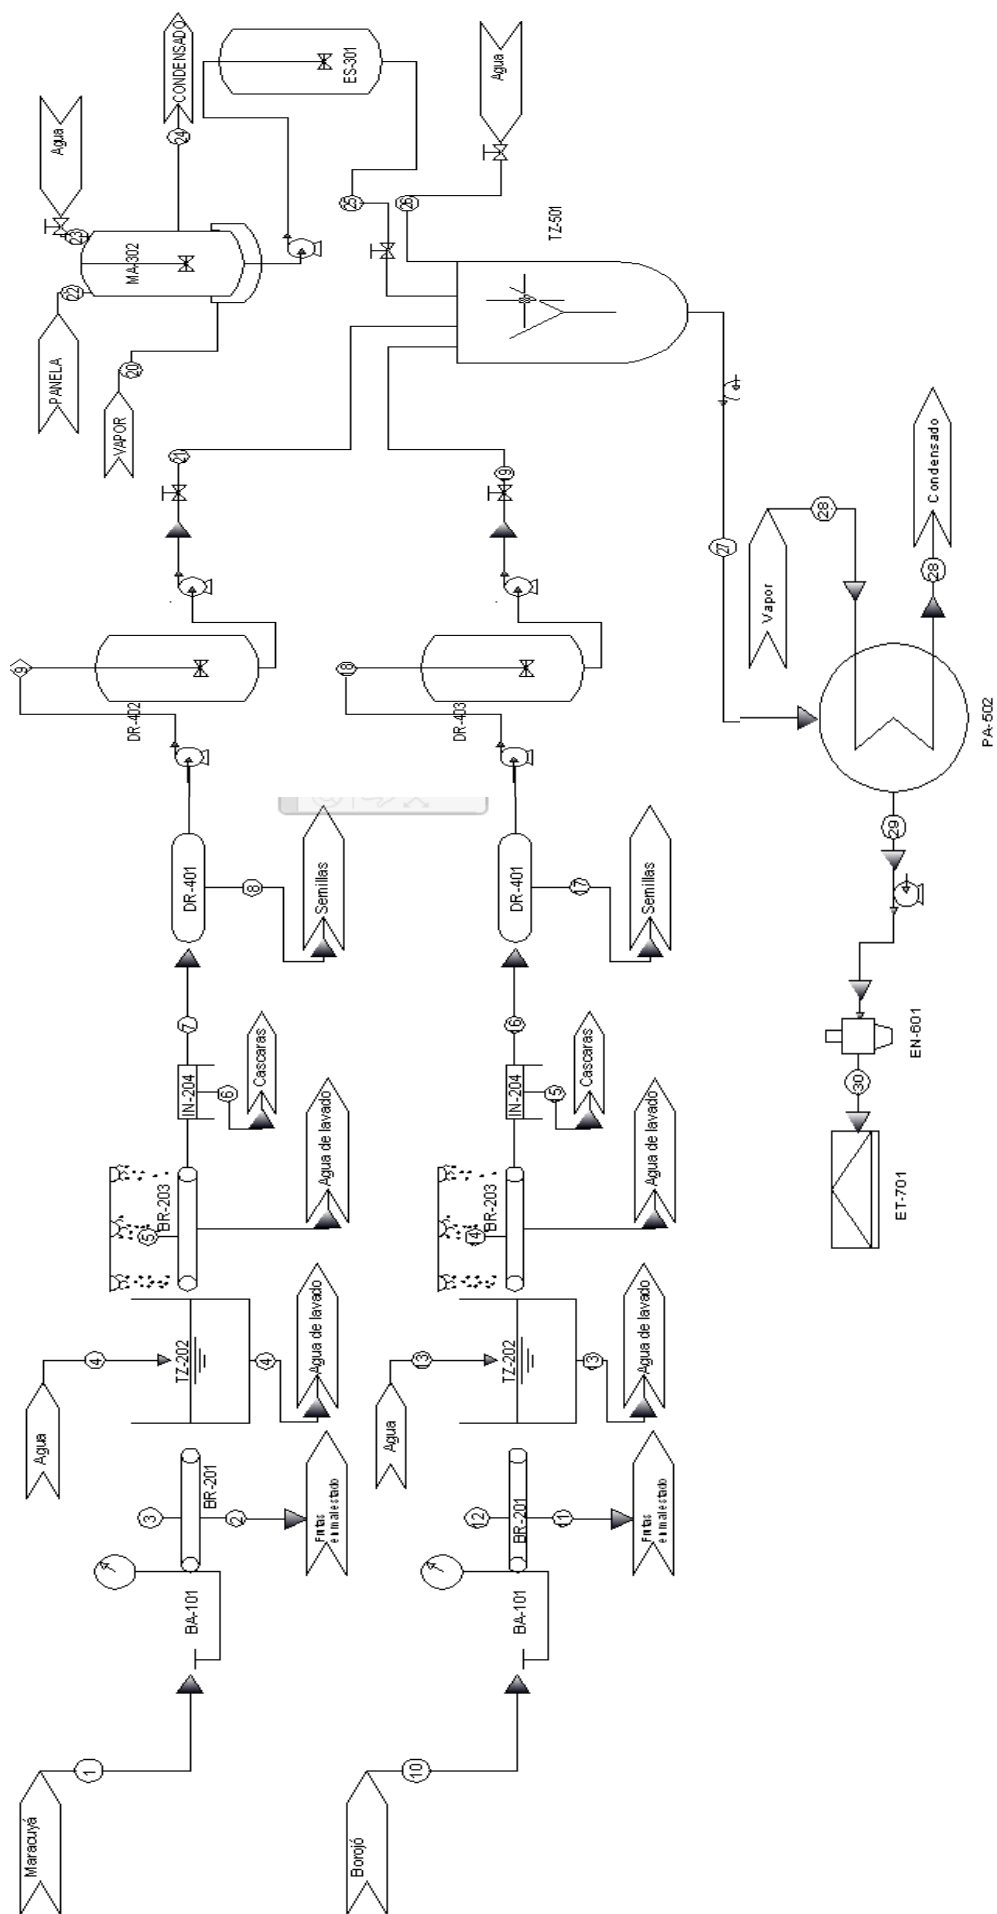 Maracuyá
1
BA-101
3
BR-201
2
Frutas
en mal estado
Agua
4
TZ-202
4
Agua de lavado
5
BR-203
Agua de lavado
IN-204
6
Cascaras
7
DR-401
8
Semillas
9
DR-402
21
Borojó
10
BA-101
12
BR-201
11
Frutas
en mal estado
Agua
13
TZ-202
13
Agua de lavado
14
BR-203
Agua de lavado
IN-204
15
Cascaras
16
DR-401
17
Semillas
18
DR-403
19
VAPOR
20
PANELA
22
Agua
23
MA-302
24
CONDENSADO
ES-301
25
26
Agua
TZ-501
27
Vapor
28
28
Condensado
PA-502
29
EN-601
30
ET-701